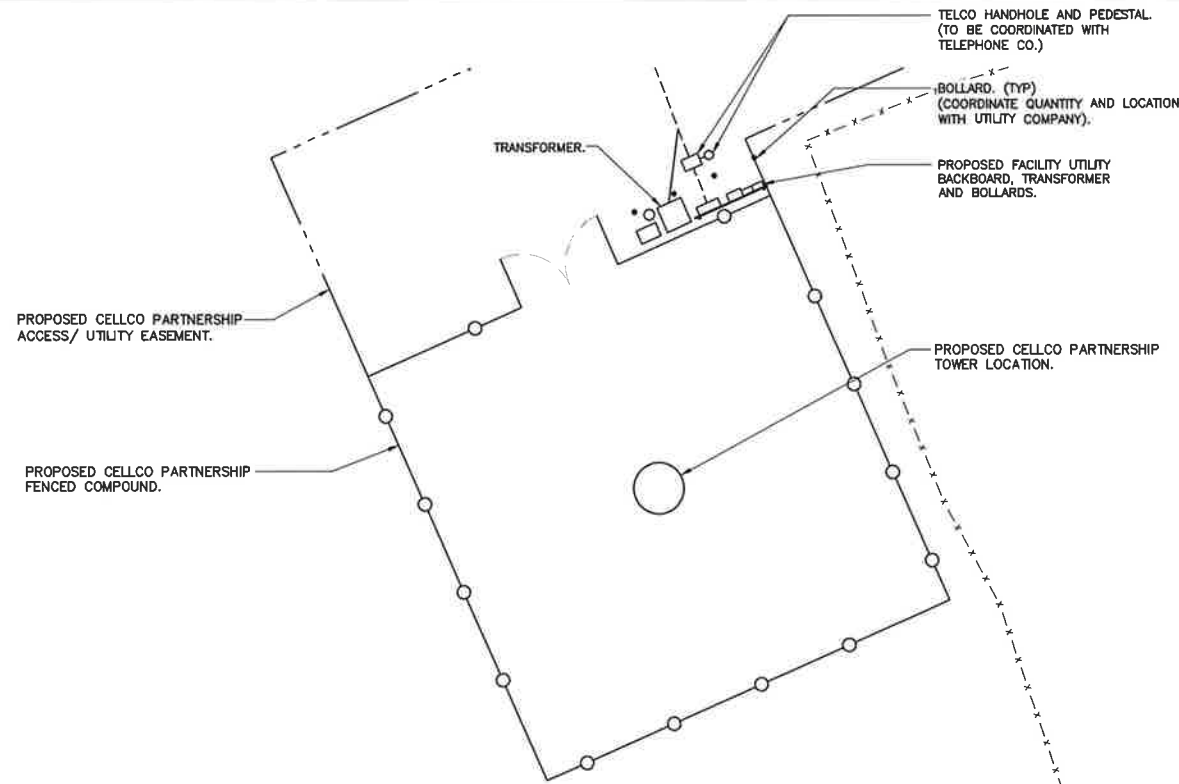 TELCO HANDHOLE AND PEDESTAL.
(TO BE COORDINATED WITH
TELEPHONE CO.)
BOLLARD. (TYP)
(COORDINATE QUANTITY AND LOCATION
WITH UTILITY COMPANY).
TRANSFORMER.
PROPOSED FACILITY UTILITY
BACKBOARD, TRANSFORMER
AND BOLLARDS.
PROPOSED CELLCO PARTNERSHIP
ACCESS/ UTILITY EASEMENT.
PROPOSED CELLCO PARTNERSHIP
TOWER LOCATION.
PROPOSED CELLCO PARTNERSHIP
FENCED COMPOUND.